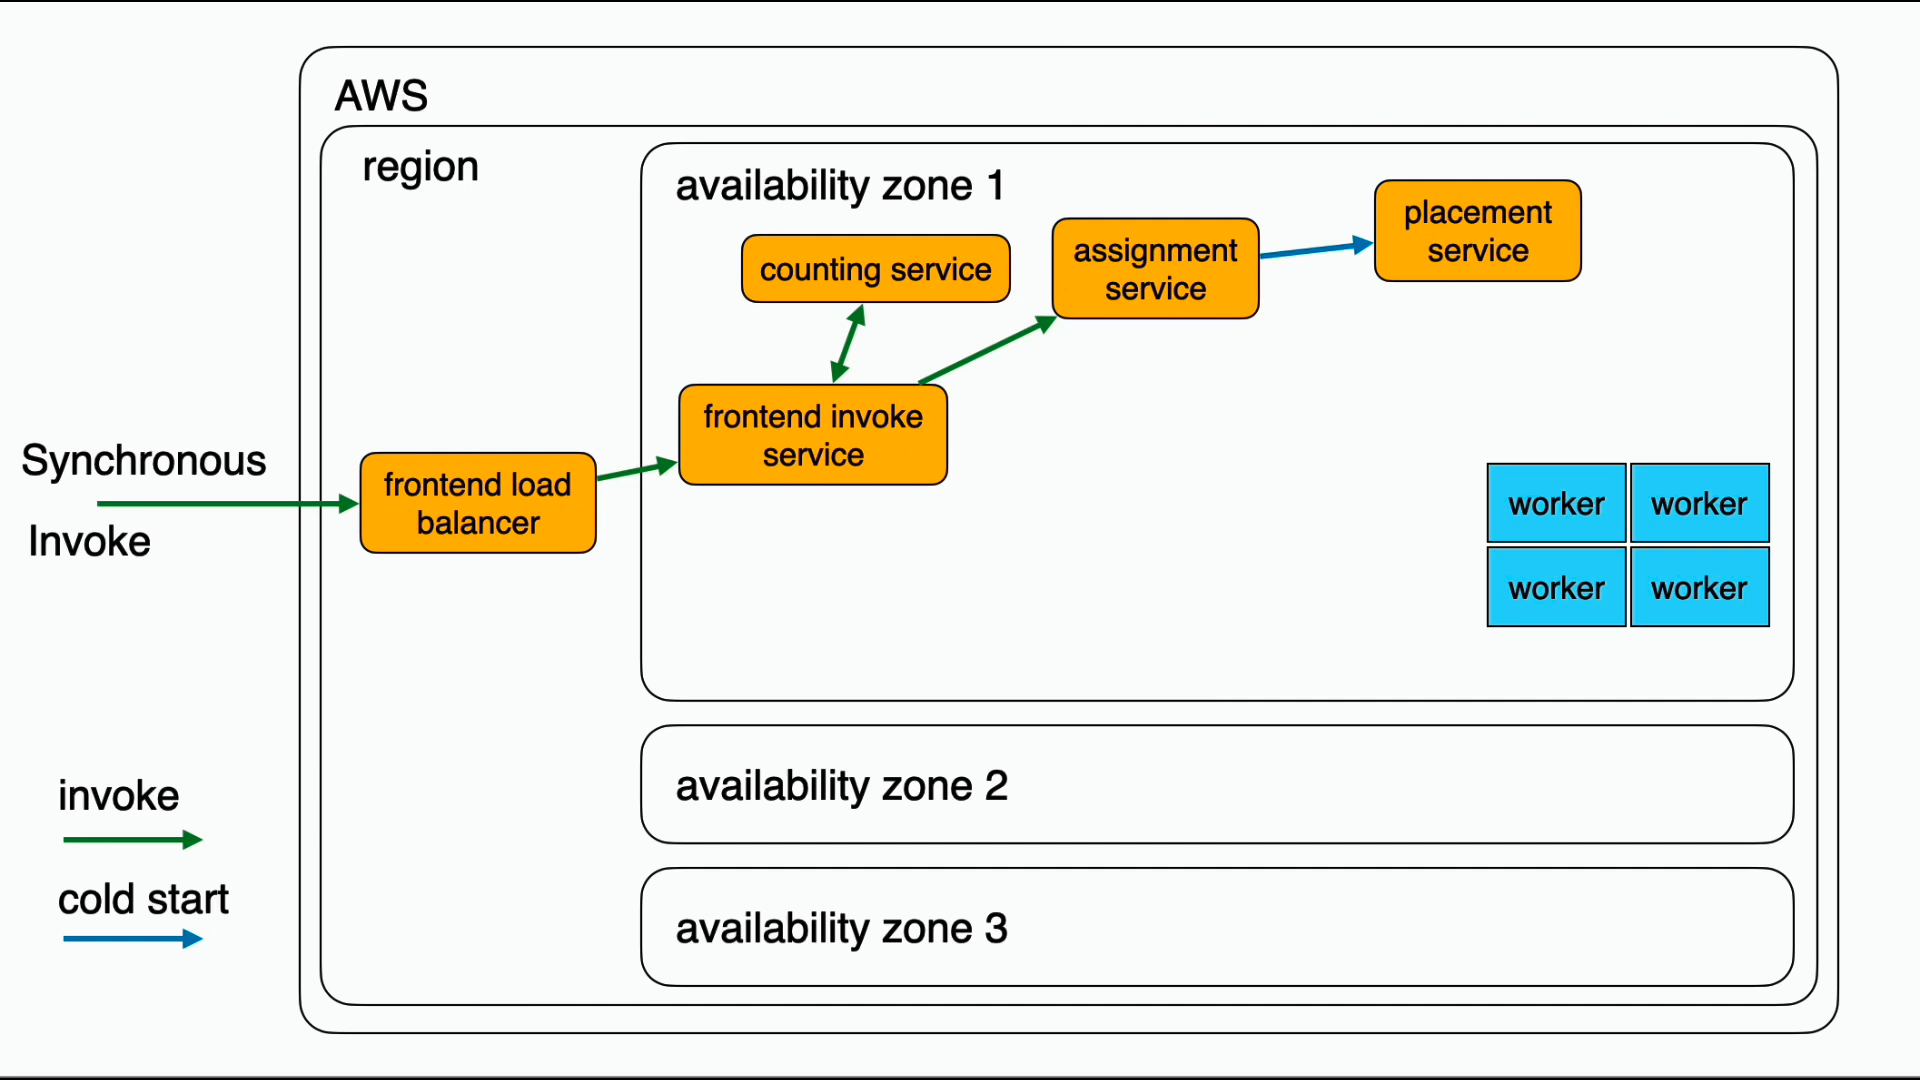 AWS
region
availability zone 1
placement
service
assignment
service
counting service
frontend invoke
service
Synchronous
Invoke
frontend load
balancer
worker
worker
worker
worker
availability zone 2
availability zone 3
invoke
cold start